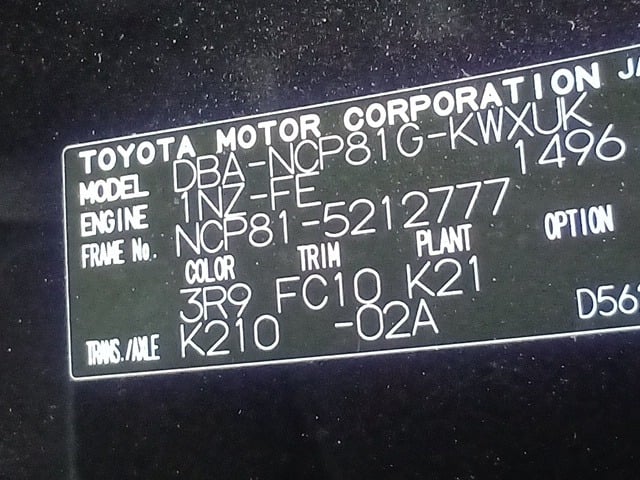 TOYOTA MOTOR CORPORATION
MODEL DBA-NCP81G-KWXUK
ENGINE 1NZ-FE 1496
FRAME No. NCP81-5212777
COLOR TRIM PLANT OPTION
3R9 FC10 K21
TRANS./AXLE K210 -02A